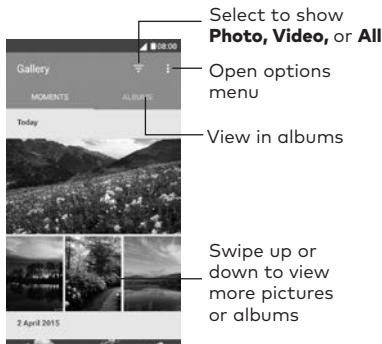 Select to show
Photo, Video, or All
08:00
Gallery
Open options
menu
MOMENTS
ALBUMS
Today
View in albums
Swipe up or
down to view
more pictures
or albums
2 April 2015